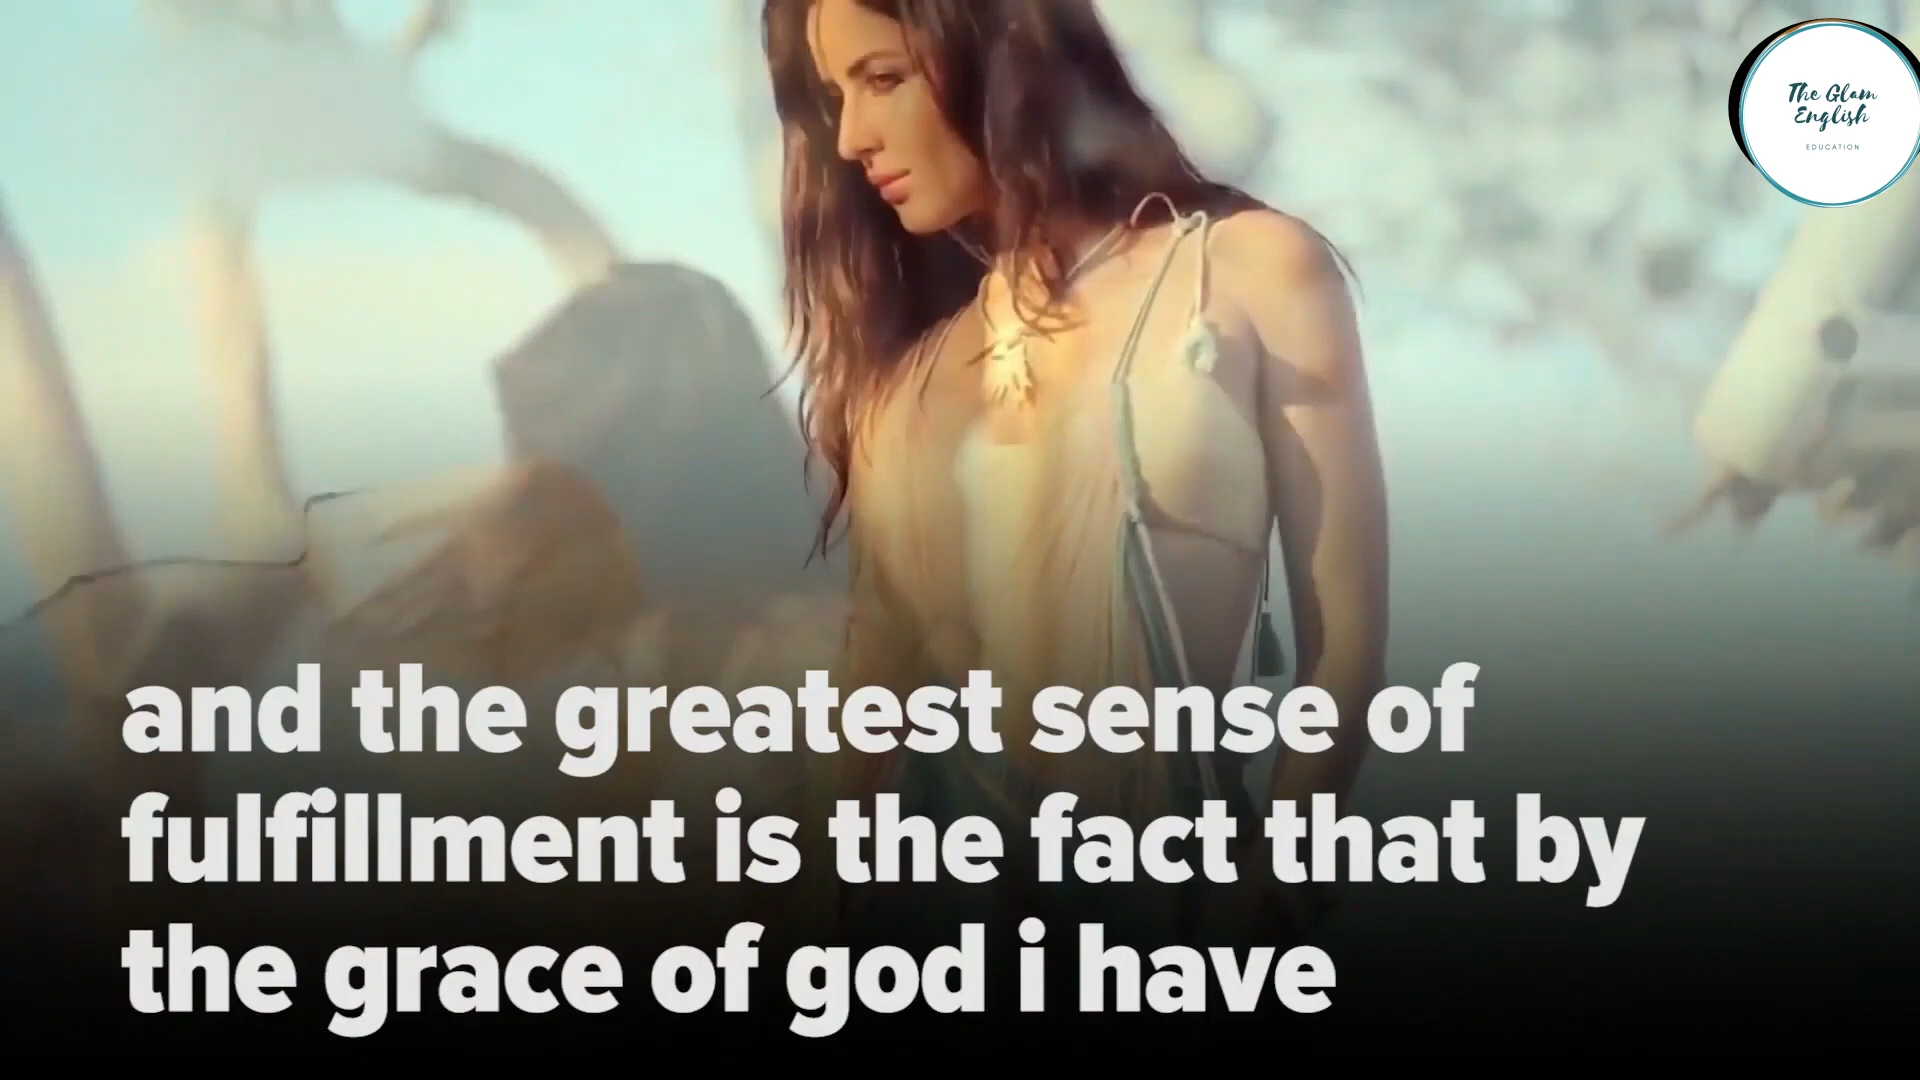 The Glam
English
EDUCATION
and the greatest sense of
fulfillment is the fact that by
the grace of god i have